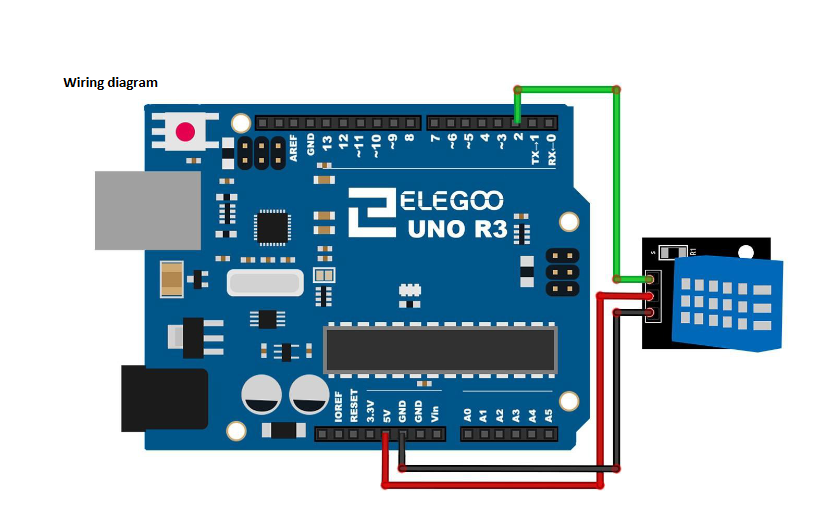 Wiring diagram
AREF
GND
13
12
~11
~10
~9
8
7
~6
~5
4
~3
2
TX→1
RX←0
ELEGOO
UNO R3
S
R1
IOREF
RESET
3.3V
5V
GND
GND
Vin
A0
A1
A2
A3
A4
A5